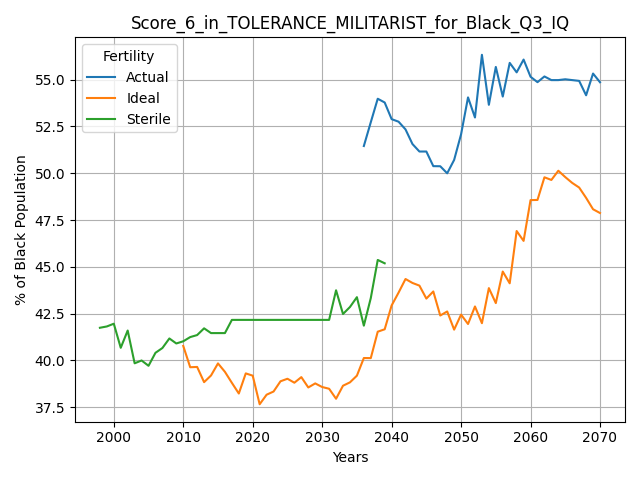 Score_6_in_TOLERANCE_MILITARIST_for_Black_Q3_IQ
Fertility
Actual
Ideal
Sterile
% of Black Population
55.0
52.5
50.0
47.5
45.0
42.5
40.0
37.5
2000 2010 2020 2030 2040 2050 2060 2070
Years